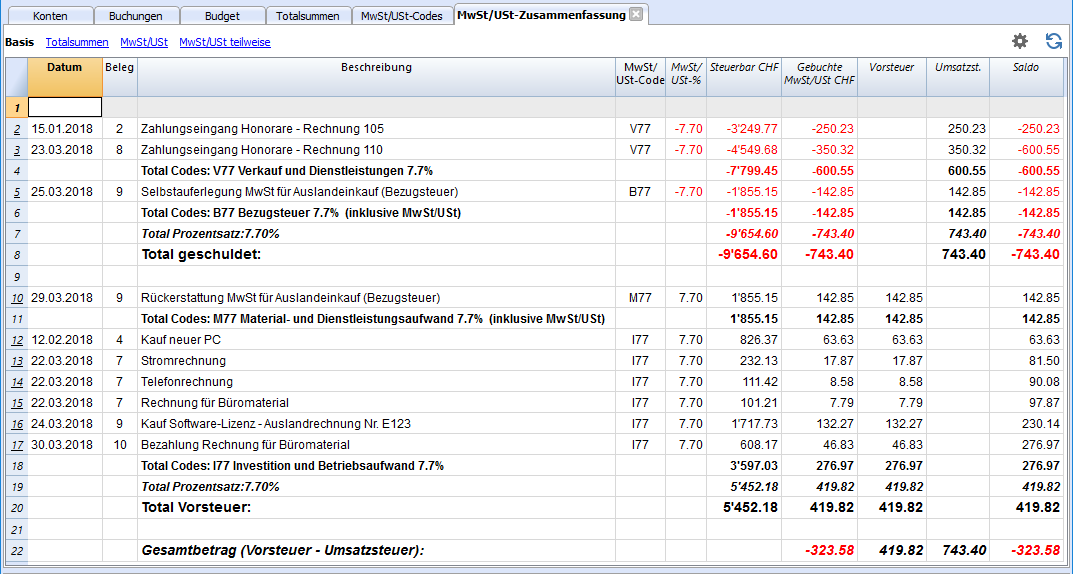 Konten Buchungen Budget Totalsummen MwSt/USt-Codes MwSt/USt-Zusammenfassung
Basis Totalsummen MwSt/USt MwSt/USt teilweise
Datum Beleg Beschreibung MwSt/ USt-Code MwSt/ USt-% Steuerbar CHF Gebuchte MwSt/USt CHF Vorsteuer Umsatzst. Saldo
1
2 15.01.2018 2 Zahlungseingang Honorare - Rechnung 105 V77 -7.70 -3'249.77 -250.23 250.23 -250.23
3 23.03.2018 8 Zahlungseingang Honorare - Rechnung 110 V77 -7.70 -4'549.68 -350.32 350.32 -600.55
4 Total Codes: V77 Verkauf und Dienstleistungen 7.7% -7'799.45 -600.55 600.55 -600.55
5 25.03.2018 9 Selbstauferlegung MwSt für Auslandeinkauf (Bezugsteuer) B77 -7.70 -1'855.15 -142.85 142.85 -142.85
6 Total Codes: B77 Bezugsteuer 7.7% (inklusive MwSt/USt) -1'855.15 -142.85 142.85 -142.85
7 Total Prozentsatz:7.70% -9'654.60 -743.40 743.40 -743.40
8 Total geschuldet: -9'654.60 -743.40 743.40 -743.40
9
10 29.03.2018 9 Rückerstattung MwSt für Auslandeinkauf (Bezugsteuer) M77 7.70 1'855.15 142.85 142.85 142.85
11 Total Codes: M77 Material- und Dienstleistungsaufwand 7.7% (inklusive MwSt/USt) 1'855.15 142.85 142.85 142.85
12 12.02.2018 4 Kauf neuer PC I77 7.70 826.37 63.63 63.63 63.63
13 22.03.2018 7 Stromrechnung I77 7.70 232.13 17.87 17.87 81.50
14 22.03.2018 7 Telefonrechnung I77 7.70 111.42 8.58 8.58 90.08
15 22.03.2018 7 Rechnung für Büromaterial I77 7.70 101.21 7.79 7.79 97.87
16 24.03.2018 9 Kauf Software-Lizenz - Auslandrechnung Nr. E123 I77 7.70 1'717.73 132.27 132.27 230.14
17 30.03.2018 10 Bezahlung Rechnung für Büromaterial I77 7.70 608.17 46.83 46.83 276.97
18 Total Codes: I77 Investition und Betriebsaufwand 7.7% 3'597.03 276.97 276.97 276.97
19 Total Prozentsatz:7.70% 5'452.18 419.82 419.82 419.82
20 Total Vorsteuer: 5'452.18 419.82 419.82 419.82
21
22 Gesamtbetrag (Vorsteuer - Umsatzsteuer): -323.58 419.82 743.40 -323.58